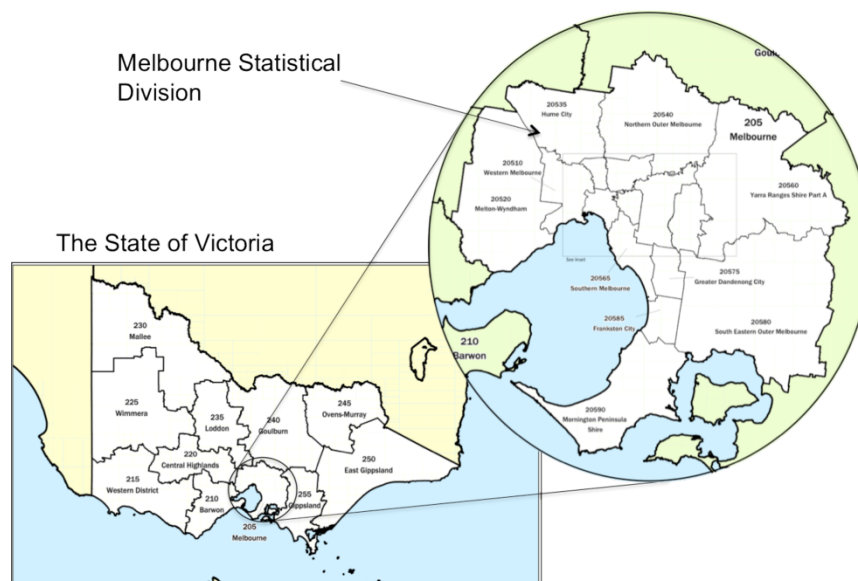 Melbourne Statistical
Division
The State of Victoria
20535
Hume City
20540
Northern Outer Melbourne
205
Melbourne
20510
Western Melbourne
20520
Melton-Wyndham
20560
Yarra Ranges Shire Part A
See Inset
20565
Southern Melbourne
20575
Greater Dandenong City
20585
Frankston City
20580
South Eastern Outer Melbourne
210
Barwon
20590
Mornington Peninsula
Shire
230
Mallee
225
Wimmera
235
Loddon
240
Goulburn
245
Ovens-Murray
220
Central Highlands
250
East Gippsland
215
Western District
210
Barwon
255
Gippsland
205
Melbourne